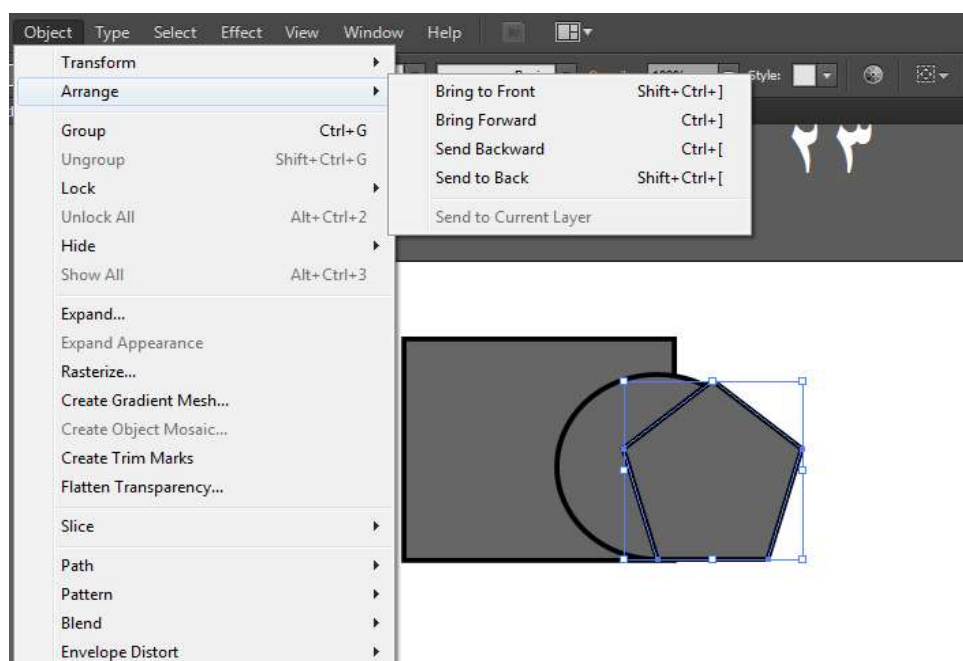 Object Type Select Effect View Window Help
Style:
Transform
Arrange
Group Ctrl+G
Ungroup Shift+Ctrl+G
Lock
Unlock All Alt+Ctrl+2
Hide
Show All Alt+Ctrl+3
Expand...
Expand Appearance
Rasterize...
Create Gradient Mesh...
Create Object Mosaic...
Create Trim Marks
Flatten Transparency...
Slice
Path
Pattern
Blend
Envelope Distort
Bring to Front Shift+Ctrl+]
Bring Forward Ctrl+]
Send Backward Ctrl+[
Send to Back Shift+Ctrl+[
Send to Current Layer
۲۳